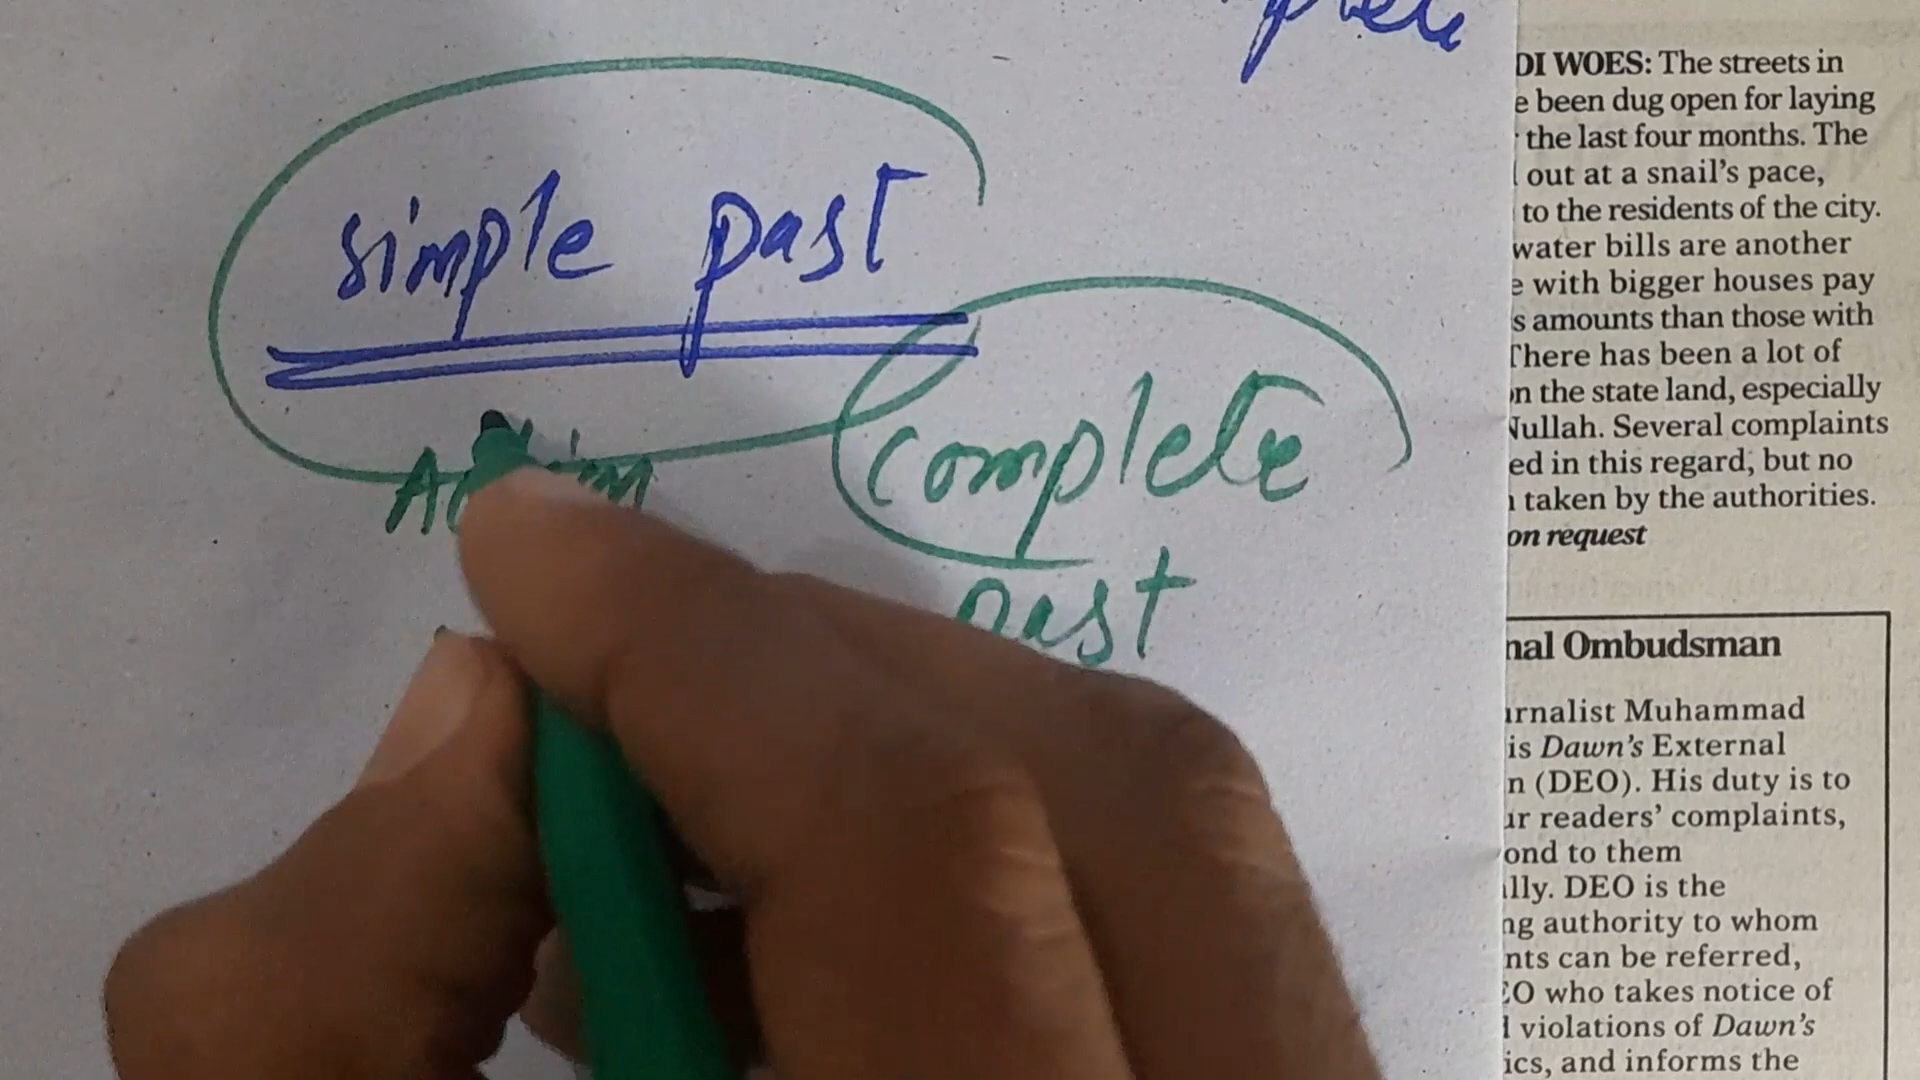 simple past
complete
past
DI WOES: The streets in
e been dug open for laying
the last four months. The
out at a snail's pace,
to the residents of the city.
water bills are another
e with bigger houses pay
s amounts than those with
There has been a lot of
on the state land, especially
Nullah. Several complaints
ed in this regard, but no
taken by the authorities.
on request
nal Ombudsman
urnalist Muhammad
is Dawn's External
n (DEO). His duty is to
ur readers' complaints,
ond to them
lly. DEO is the
ng authority to whom
nts can be referred,
EO who takes notice of
violations of Dawn's
ics, and informs the